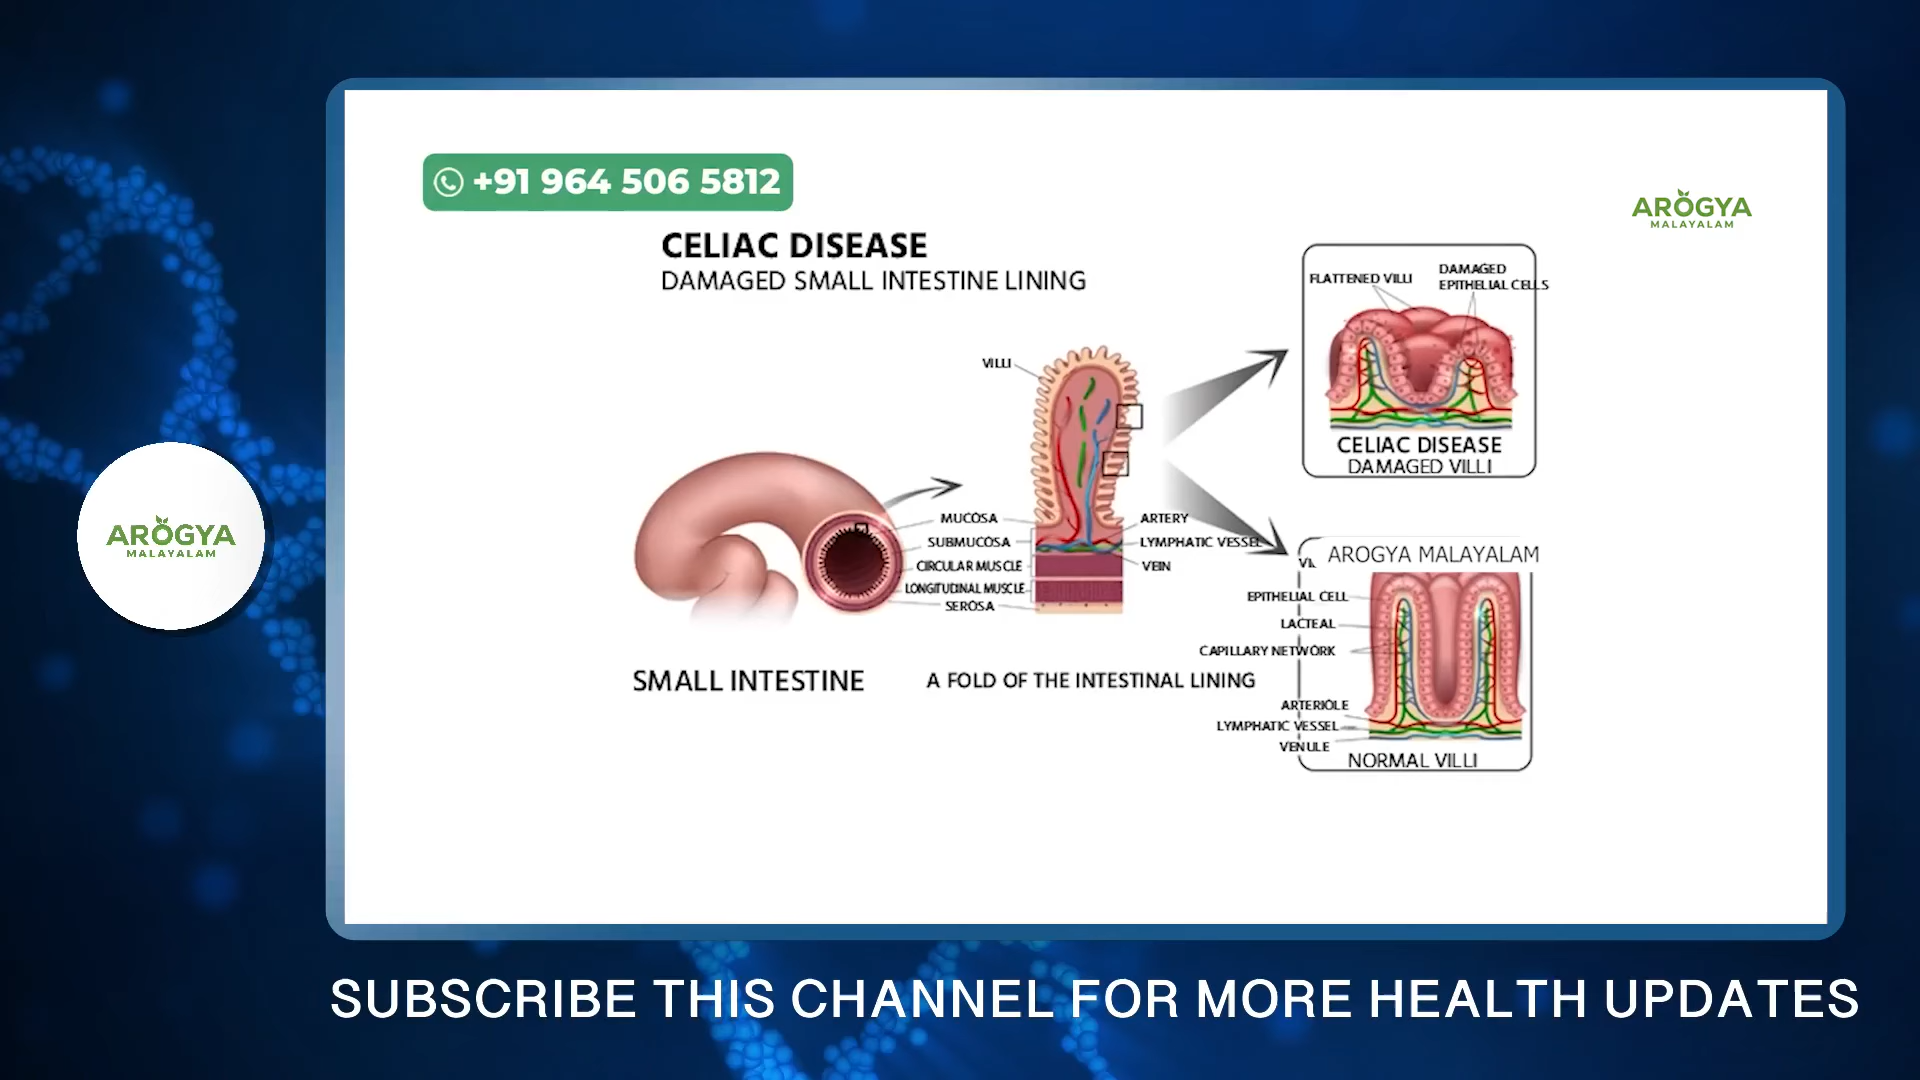 +91 964 506 5812
AROGYA
MALAYALAM
CELIAC DISEASE
DAMAGED SMALL INTESTINE LINING
FLATTENED VILLI
DAMAGED
EPITHELIAL CELLS
VILLI
CELIAC DISEASE
DAMAGED VILLI
MUCOSA
SUBMUCOSA
CIRCULAR MUSCLE
LONGITUDINAL MUSCLE
SEROSA
ARTERY
LYMPHATIC VESSEL
VEIN
AROGYA MALAYALAM
EPITHELIAL CELL
LACTEAL
CAPILLARY NETWORK
ARTERIOLE
LYMPHATIC VESSEL
VENULE
NORMAL VILLI
SMALL INTESTINE
A FOLD OF THE INTESTINAL LINING
AROGYA
MALAYALAM
SUBSCRIBE THIS CHANNEL FOR MORE HEALTH UPDATES